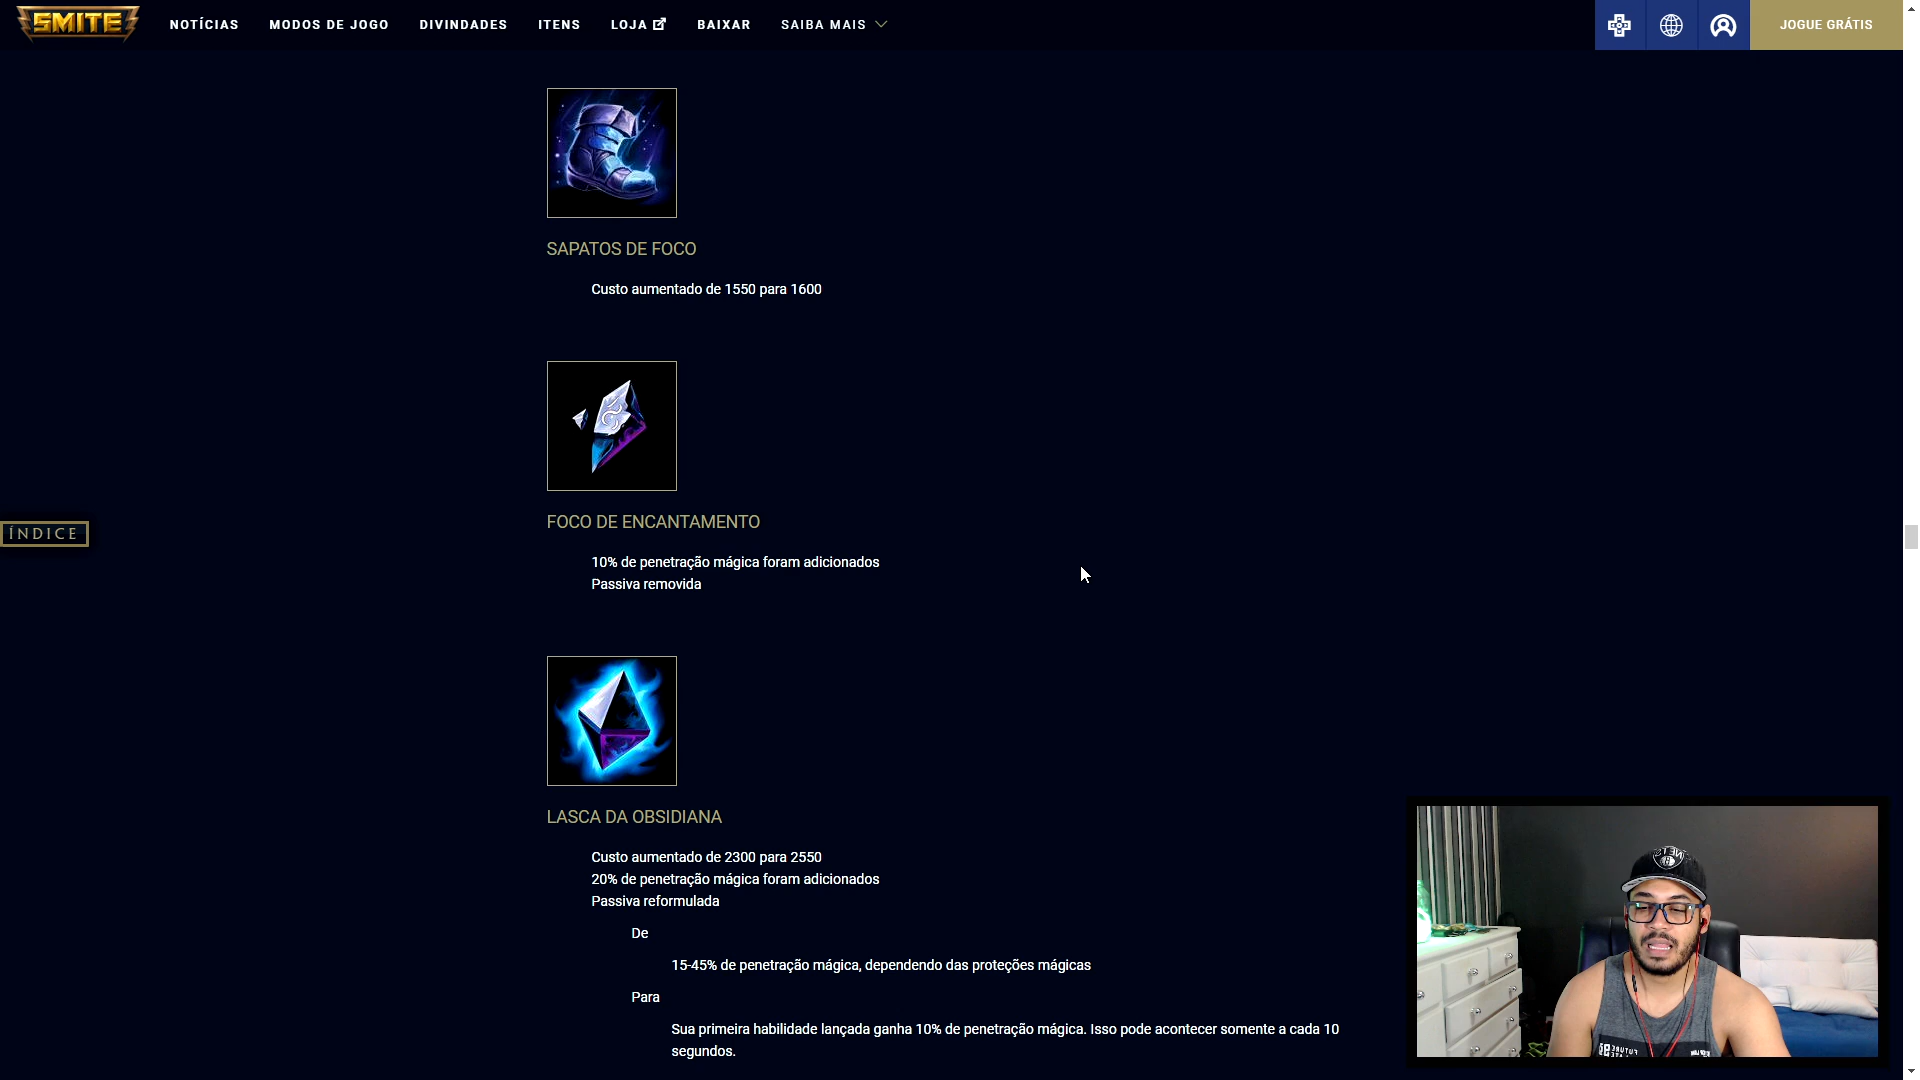 SMITE
NOTÍCIAS
MODOS DE JOGO
DIVINDADES
ITENS
LOJA
BAIXAR
SAIBA MAIS
JOGUE GRÁTIS
SAPATOS DE FOCO
Custo aumentado de 1550 para 1600
FOCO DE ENCANTAMENTO
10% de penetração mágica foram adicionados
Passiva removida
ÍNDICE
LASCA DA OBSIDIANA
Custo aumentado de 2300 para 2550
20% de penetração mágica foram adicionados
Passiva reformulada
De
15-45% de penetração mágica, dependendo das proteções mágicas
Para
Sua primeira habilidade lançada ganha 10% de penetração mágica. Isso pode acontecer somente a cada 10
segundos.